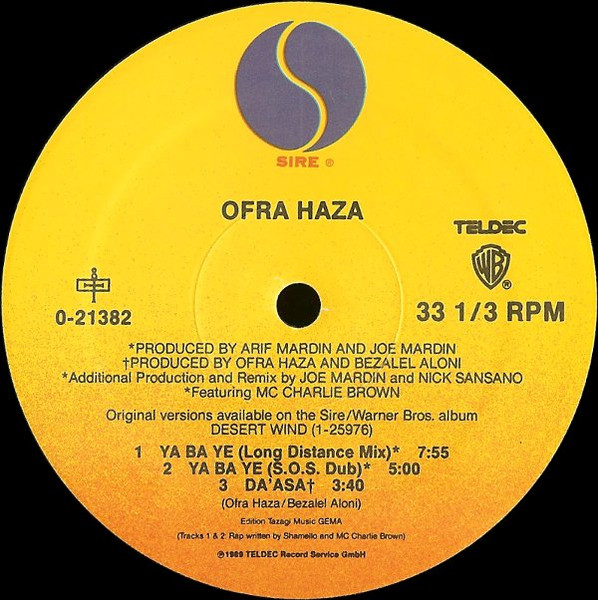 SIRE ®
OFRA HAZA
TELDEC
WB ®
0-21382
33 1/3 RPM
*PRODUCED BY ARIF MARDIN AND JOE MARDIN
†PRODUCED BY OFRA HAZA AND BEZALEL ALONI
*Additional Production and Remix by JOE MARDIN and NICK SANSANO
*Featuring MC CHARLIE BROWN
Original versions available on the Sire/Warner Bros. album
DESERT WIND (1-25976)
1 YA BA YE (Long Distance Mix)* 7:55
2 YA BA YE (S.O.S. Dub)* 5:00
3 DA'ASA† 3:40
(Ofra Haza/Bezalel Aloni)
Edition Tazagi Music GEMA
(Tracks 1 & 2: Rap written by Shamello and MC Charlie Brown)
℗1989 TELDEC Record Service GmbH